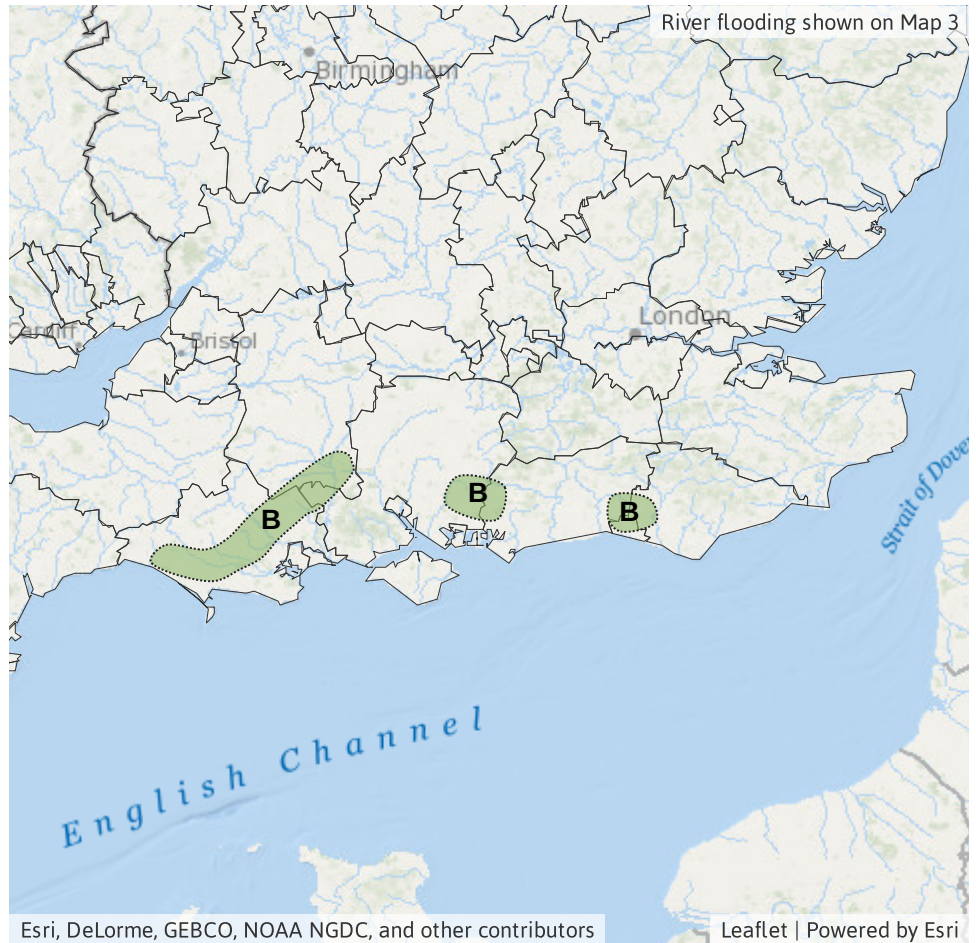 River flooding shown on Map 3
Birmingham
London
Cardiff
Bristol
Strait of Dover
B
B
B
English Channel
Esri, DeLorme, GEBCO, NOAA NGDC, and other contributors
Leaflet | Powered by Esri